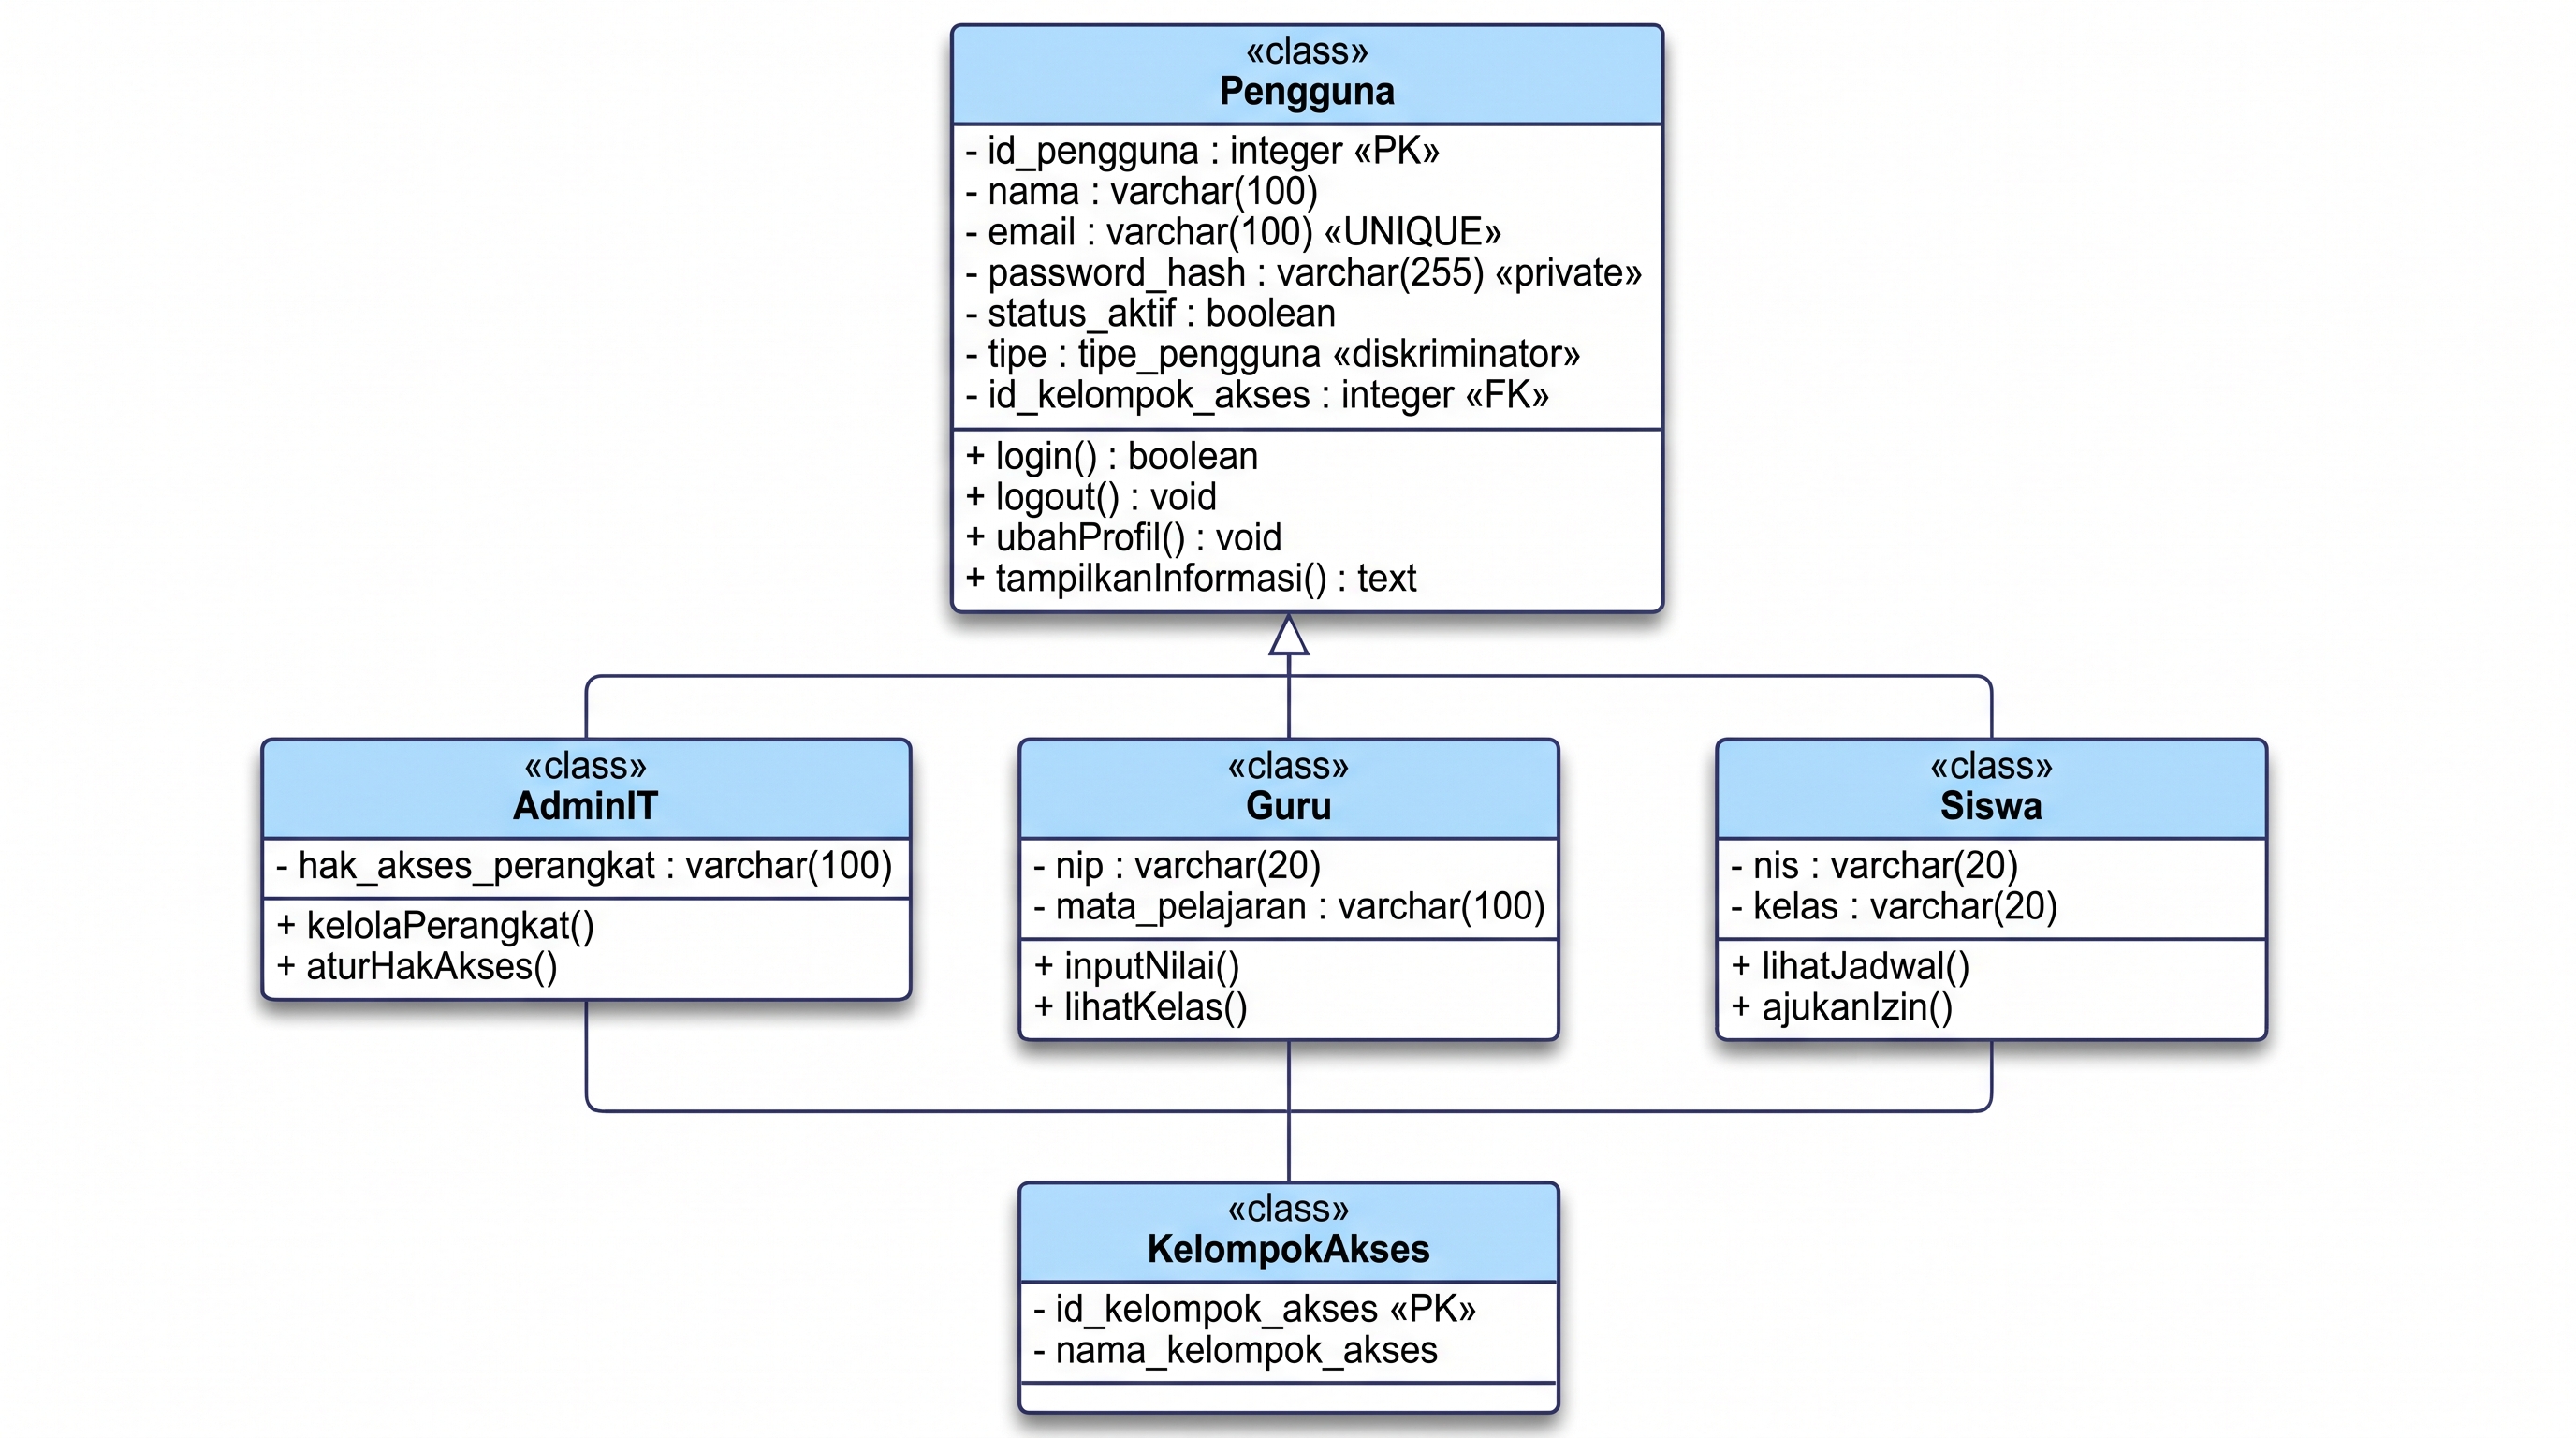 «class»
Pengguna
- id_pengguna : integer «PK»
- nama : varchar(100)
- email : varchar(100) «UNIQUE»
- password_hash : varchar(255) «private»
- status_aktif : boolean
- tipe : tipe_pengguna «diskriminator»
- id_kelompok_akses : integer «FK»
+ login() : boolean
+ logout() : void
+ ubahProfil() : void
+ tampilkanInformasi() : text
«class»
AdminIT
- hak_akses_perangkat : varchar(100)
+ kelolaPerangkat()
+ aturHakAkses()
«class»
Guru
- nip : varchar(20)
- mata_pelajaran : varchar(100)
+ inputNilai()
+ lihatKelas()
«class»
Siswa
- nis : varchar(20)
- kelas : varchar(20)
+ lihatJadwal()
+ ajukanIzin()
«class»
KelompokAkses
- id_kelompok_akses «PK»
- nama_kelompok_akses